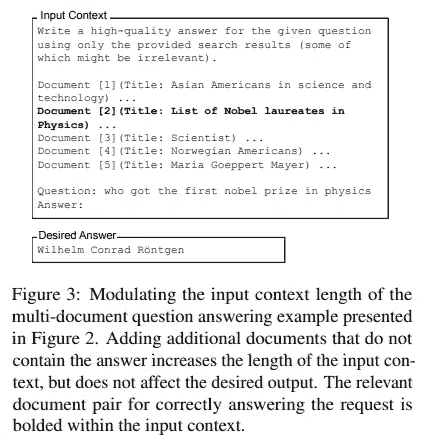 Input Context
Write a high-quality answer for the given question
using only the provided search results (some of
which might be irrelevant).
Document [1](Title: Asian Americans in science and
technology) ...
Document [2](Title: List of Nobel laureates in
Physics) ...
Document [3](Title: Scientist) ...
Document [4](Title: Norwegian Americans) ...
Document [5](Title: Maria Goeppert Mayer) ...
Question: who got the first nobel prize in physics
Answer:
Desired Answer
Wilhelm Conrad Röntgen
Figure 3: Modulating the input context length of the
multi-document question answering example presented
in Figure 2. Adding additional documents that do not
contain the answer increases the length of the input con-
text, but does not affect the desired output. The relevant
document pair for correctly answering the request is
bolded within the input context.